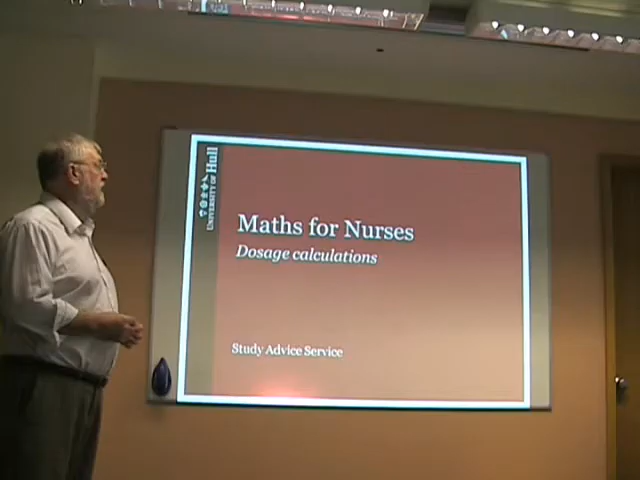 UNIVERSITY OF Hull
Maths for Nurses
Dosage calculations
Study Advice Service